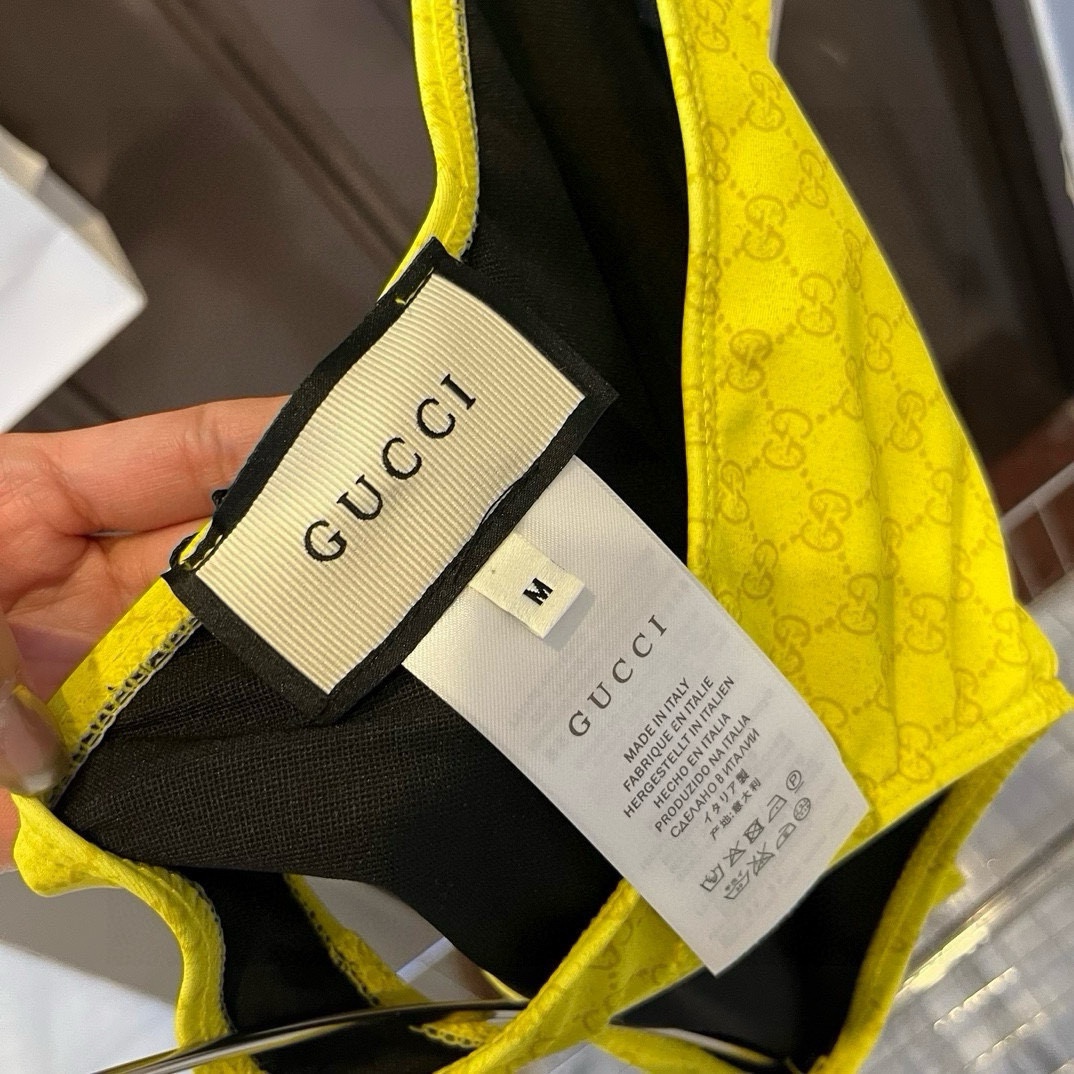 GUCCI
M
GUCCI
MADE IN ITALY
FABRIQUE EN ITALIE
HERGESTELLT IN ITALIEN
HECHO EN ITALIA
PRODUZIDO NA ITALIA
СДЕЛАНО В ИТАЛИИ
イタリア製
产地:意大利